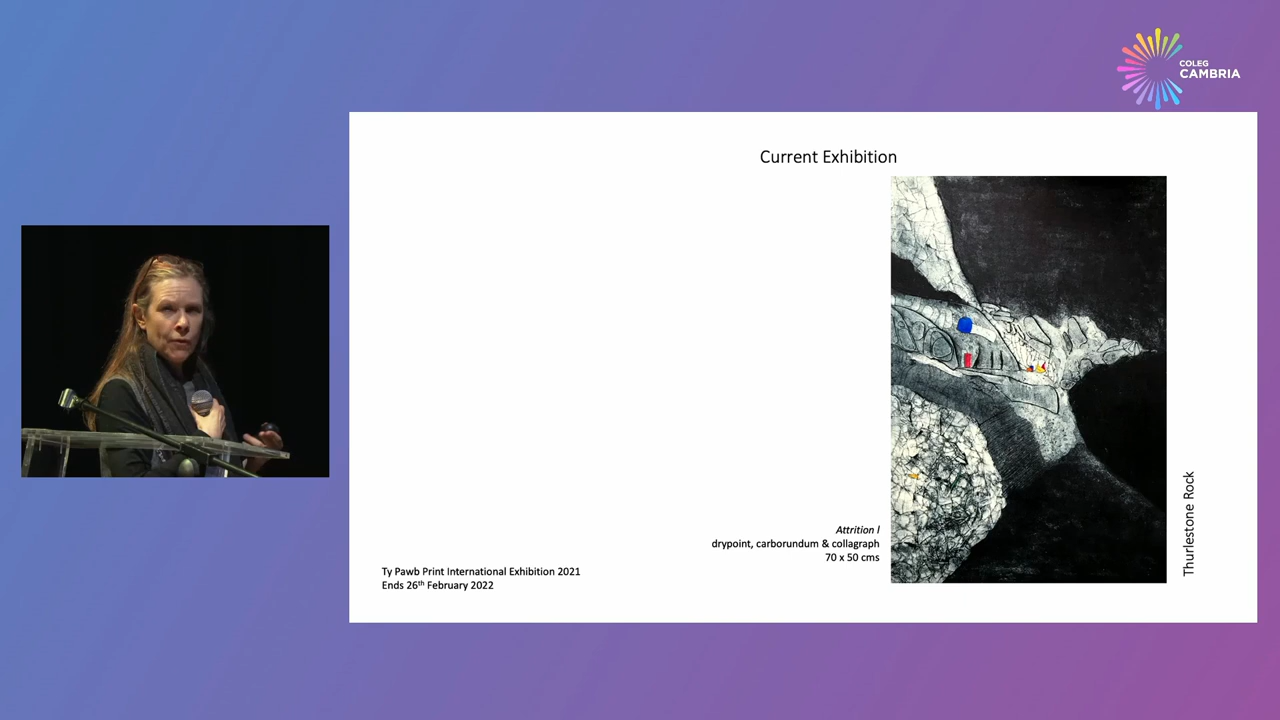 COLEG
CAMBRIA
Current Exhibition
Attrition l
drypoint, carborundum & collagraph
70 x 50 cms
Ty Pawb Print International Exhibition 2021
Ends 26th February 2022
Thurlestone Rock